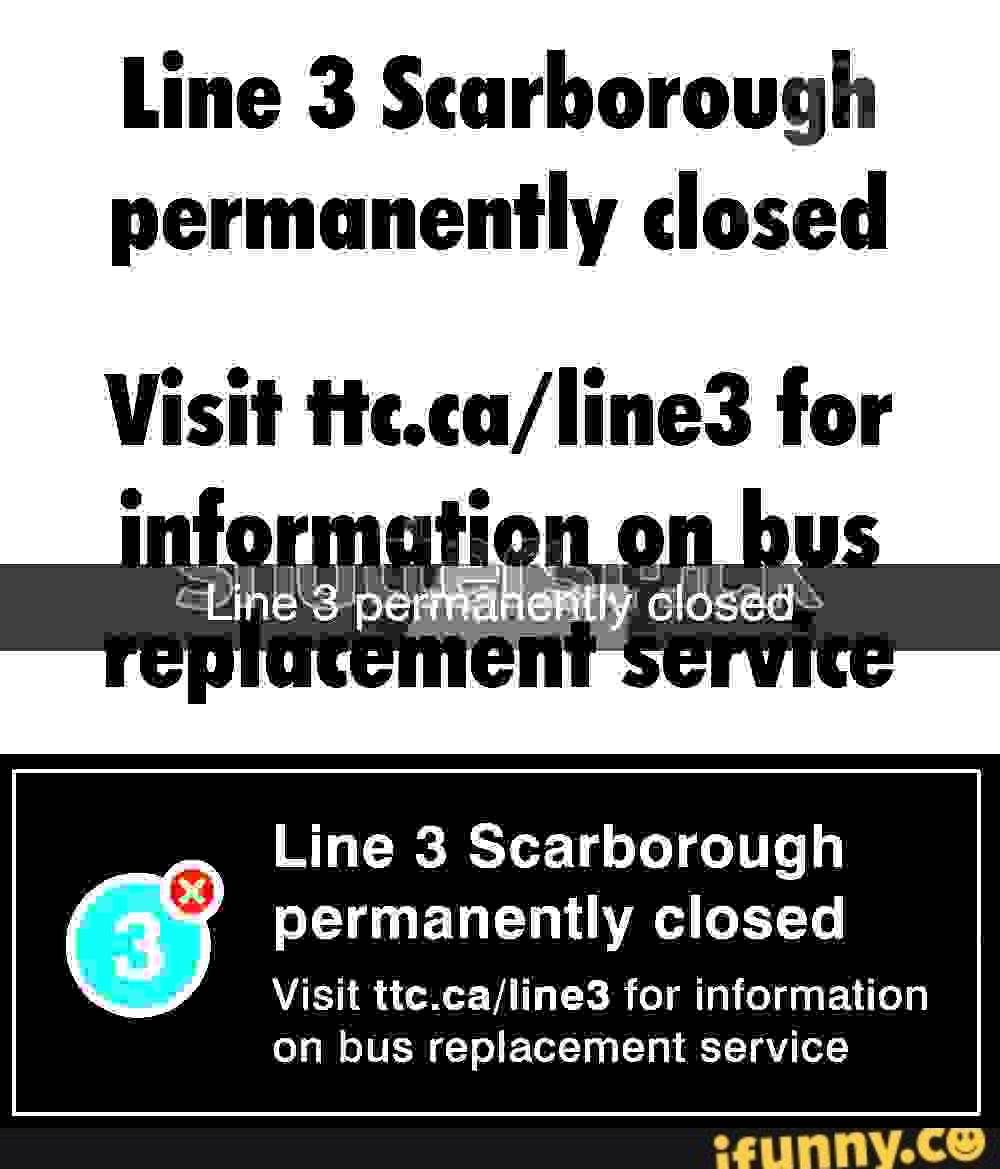 Line 3 Scarborough
permanently closed
Visit ttc.ca/line3 for
information on bus
shutterstock
Line 3 permanently closed
replacement service
3
Line 3 Scarborough
permanently closed
Visit ttc.ca/line3 for information
on bus replacement service
ifunny.co